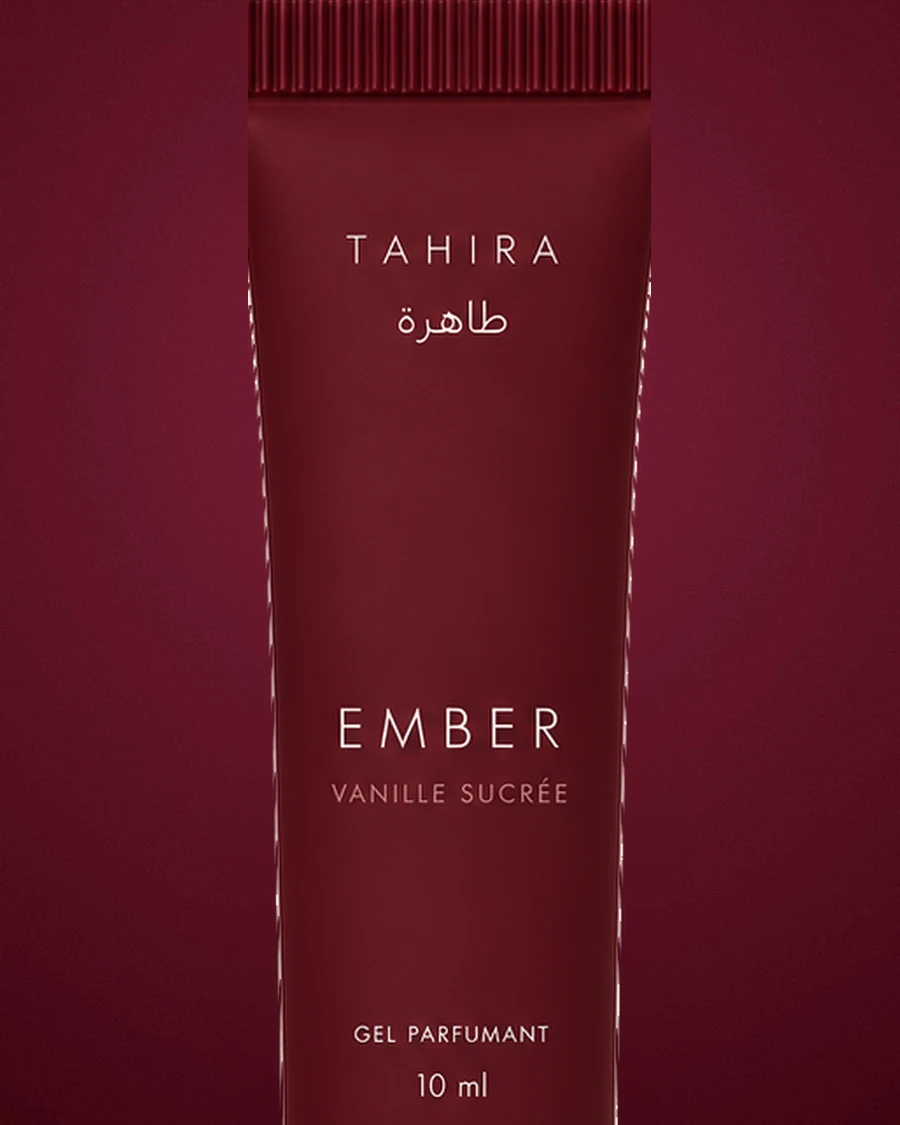 TAHIRA
طاهرة
EMBER
VANILLE SUCRÉE
GEL PARFUMANT
10 ml